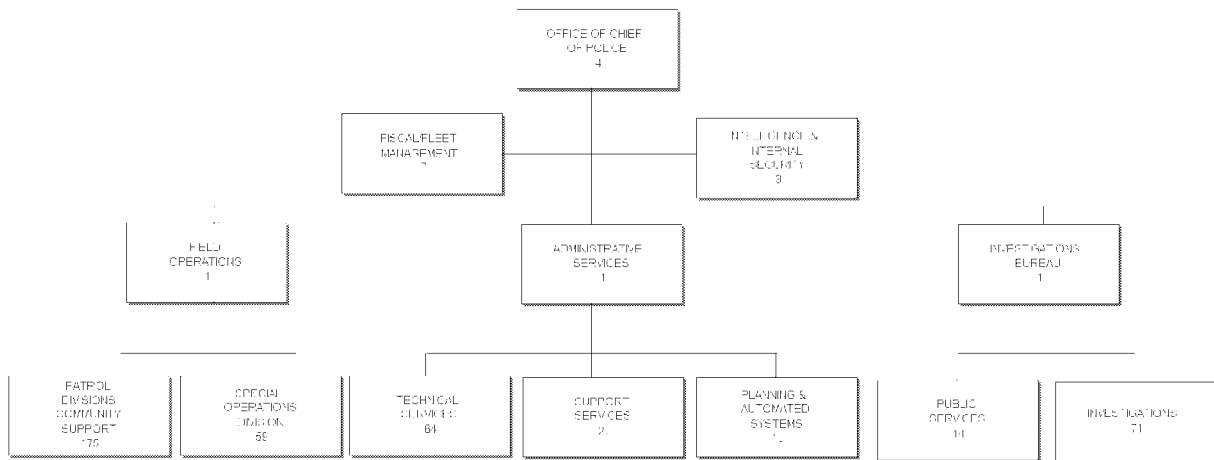 OFFICE OF CHIEF
OF POLICE
4
FISCAL/FLEET
MANAGEMENT
7
INTELLIGENCE &
INTERNAL
SECURITY
FIELD
OPERATIONS
1
ADMINISTRATIVE
SERVICES
1
INVESTIGATIONS
BUREAU
1
PATROL
DIVISIONS
COMMUNITY
SUPPORT
175
SPECIAL
OPERATIONS
DIVISION
59
TECHNICAL
SERVICES
64
SUPPORT
SERVICES
PLANNING &
AUTOMATED
SYSTEMS
PUBLIC
SERVICES
INVESTIGATIONS
71